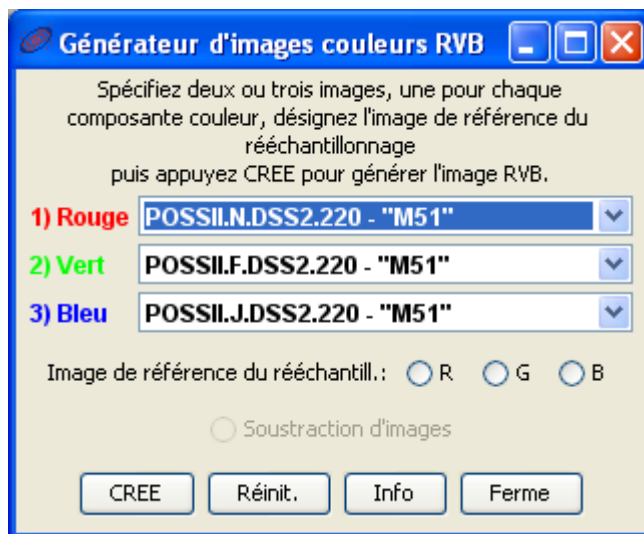 Générateur d'images couleurs RVB
Spécifiez deux ou trois images, une pour chaque
composante couleur, désignez l'image de référence du
rééchantillonnage
puis appuyez CREE pour générer l'image RVB.
1) Rouge POSSII.N.DSS2.220 - "M51"
2) Vert POSSII.F.DSS2.220 - "M51"
3) Bleu POSSII.J.DSS2.220 - "M51"
Image de référence du rééchantill.: R G B
Soustraction d'images
CREE Réinit. Info Ferme